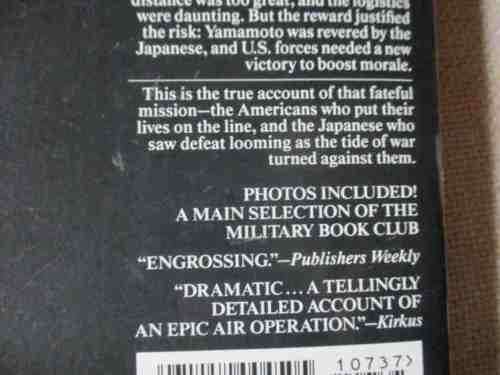 distance was too great, and the logistics
were daunting. But the reward justified
the risk: Yamamoto was revered by the
Japanese, and U.S. forces needed a new
victory to boost morale.
This is the true account of that fateful
mission—the Americans who put their
lives on the line, and the Japanese who
saw defeat looming as the tide of war
turned against them.
PHOTOS INCLUDED!
A MAIN SELECTION OF THE
MILITARY BOOK CLUB
“ENGROSSING.”—Publishers Weekly
“DRAMATIC...A TELLINGLY
DETAILED ACCOUNT OF
AN EPIC AIR OPERATION.”—Kirkus
10737>